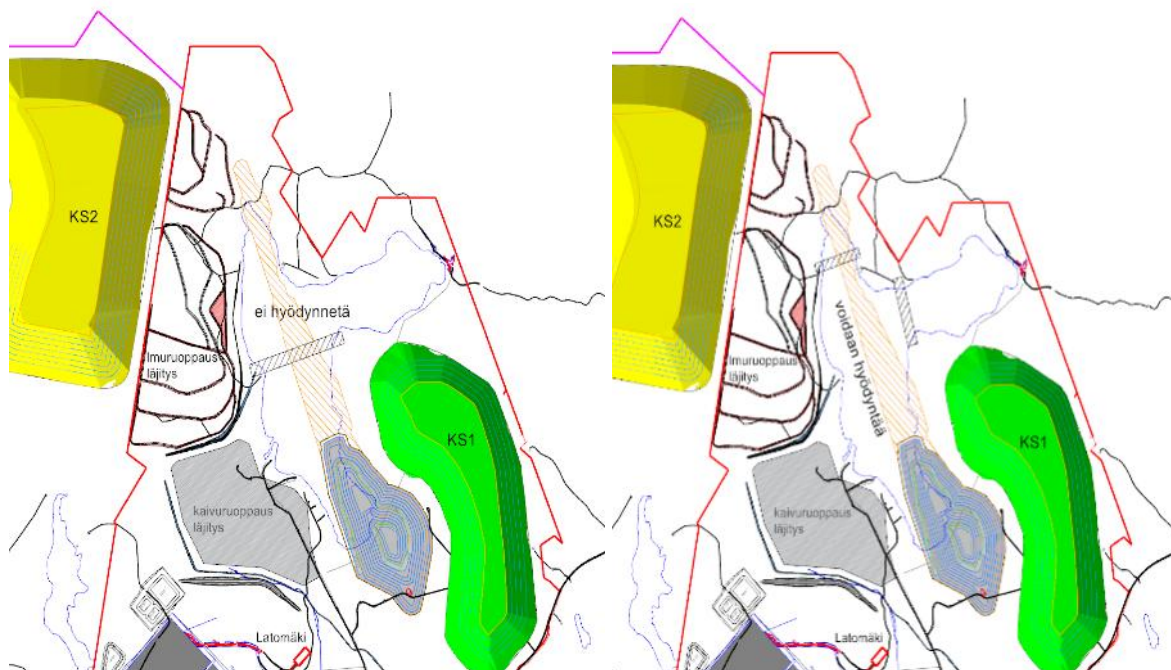 KS2
ei hyödynnetä
Imuruoppaus
läjitys
KS1
kaivuruoppaus
läjitys
Latomäki
KS2
voidaan hyödyntää
Imuruoppaus
läjitys
KS1
kaivuruoppaus
läjitys
Latomäki